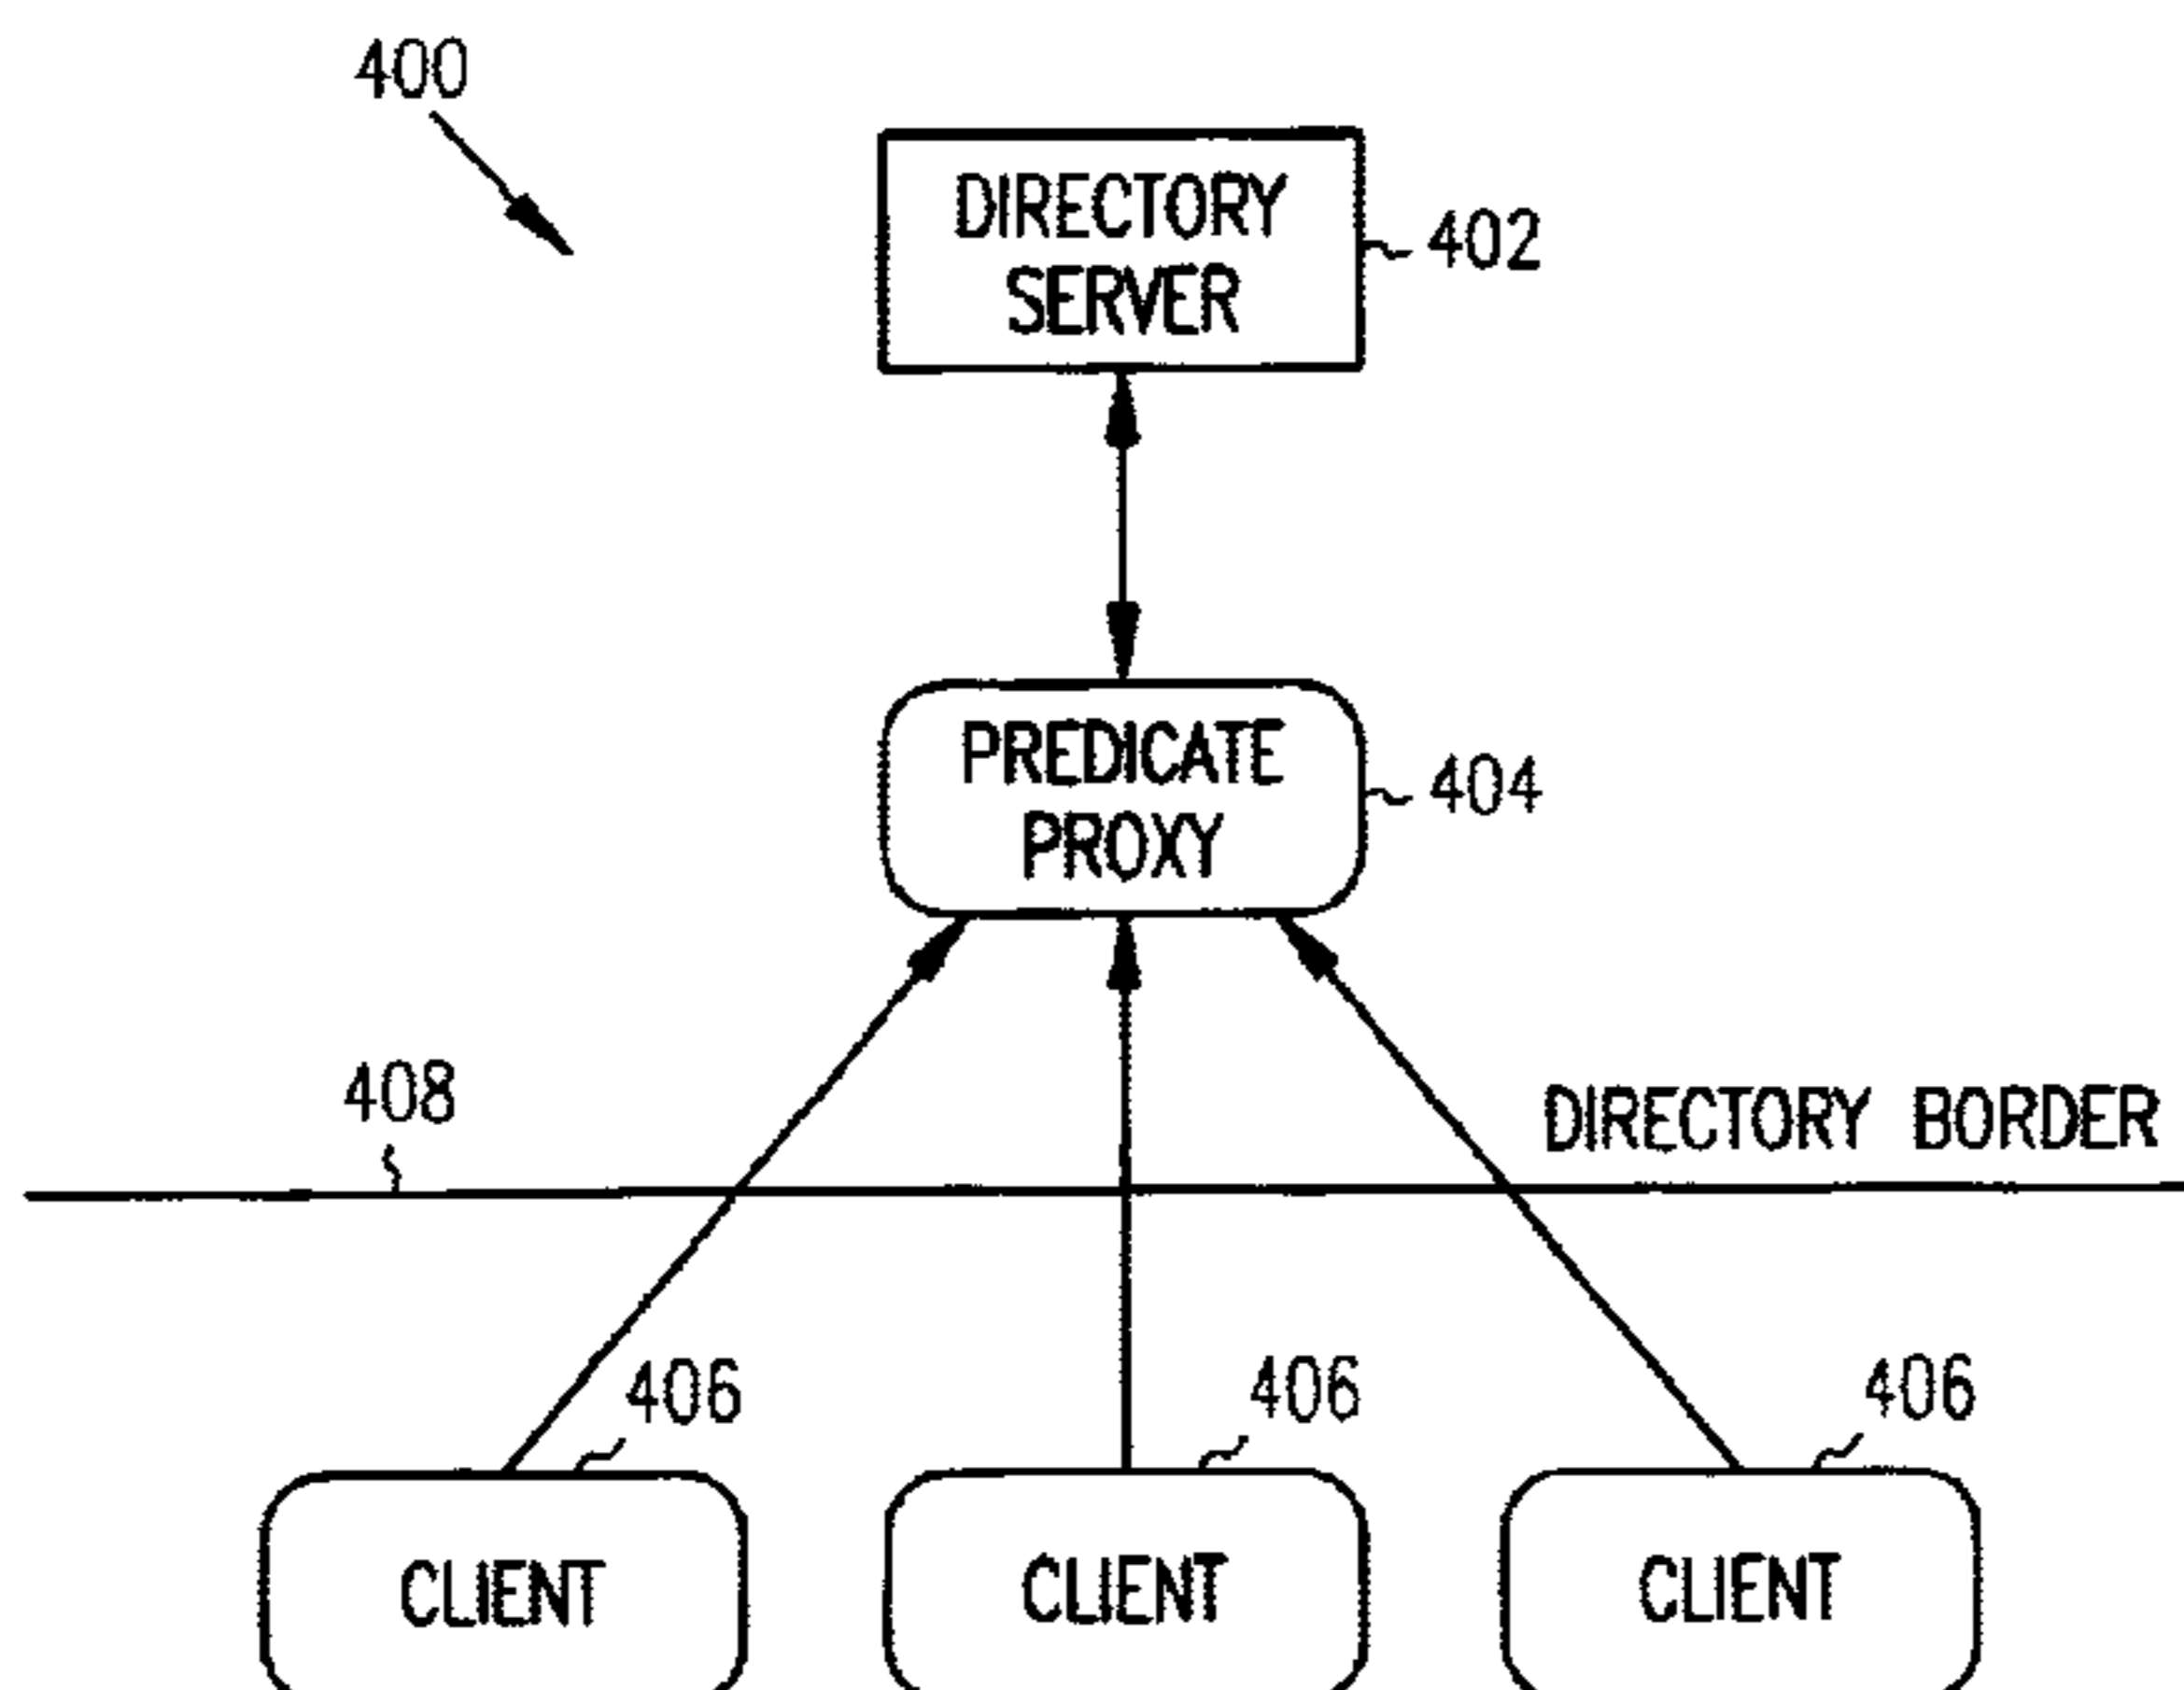 400
DIRECTORY
SERVER
402
PREDICATE
PROXY
404
408
DIRECTORY BORDER
406
406
406
CLIENT
CLIENT
CLIENT